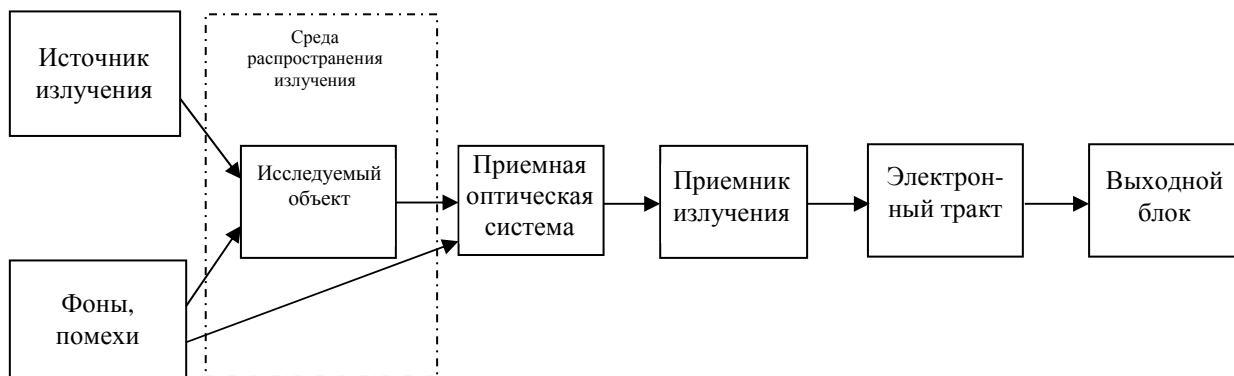 Источник
излучения
Среда
распространения
излучения
Исследуемый
объект
Приемная
оптическая
система
Приемник
излучения
Электрон-
ный тракт
Выходной
блок
Фоны,
помехи